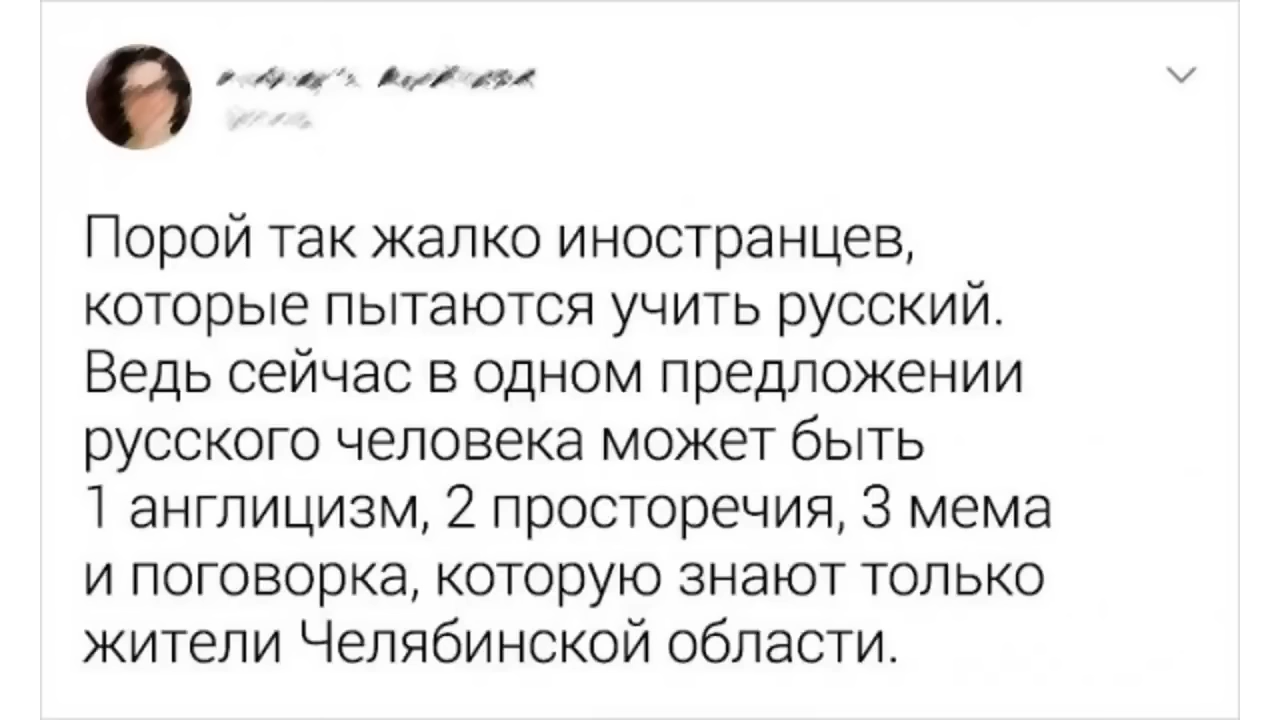 Порой так жалко иностранцев,
которые пытаются учить русский.
Ведь сейчас в одном предложении
русского человека может быть
1 англицизм, 2 просторечия, 3 мема
и поговорка, которую знают только
жители Челябинской области.